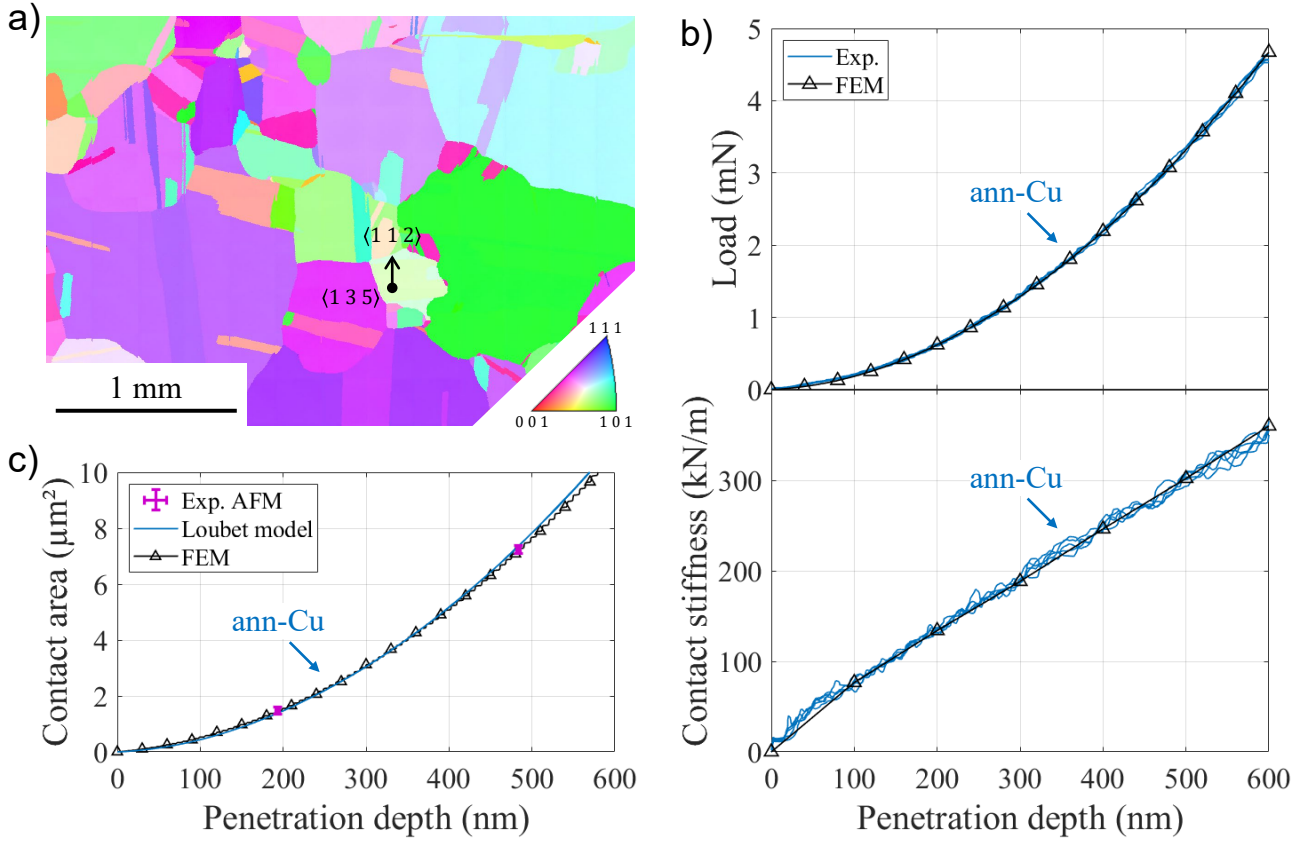 a)
⟨1 1 2⟩
⟨1 3 5⟩
1 mm
1 1 1
0 0 1
1 0 1
b)
5
4
3
2
1
0
Load (mN)
Exp.
FEM
ann-Cu
300
200
100
0
Contact stiffness (kN/m)
ann-Cu
0
100
200
300
400
500
600
Penetration depth (nm)
c)
10
8
6
4
2
0
Contact area (μm²)
Exp. AFM
Loubet model
FEM
ann-Cu
0
100
200
300
400
500
600
Penetration depth (nm)